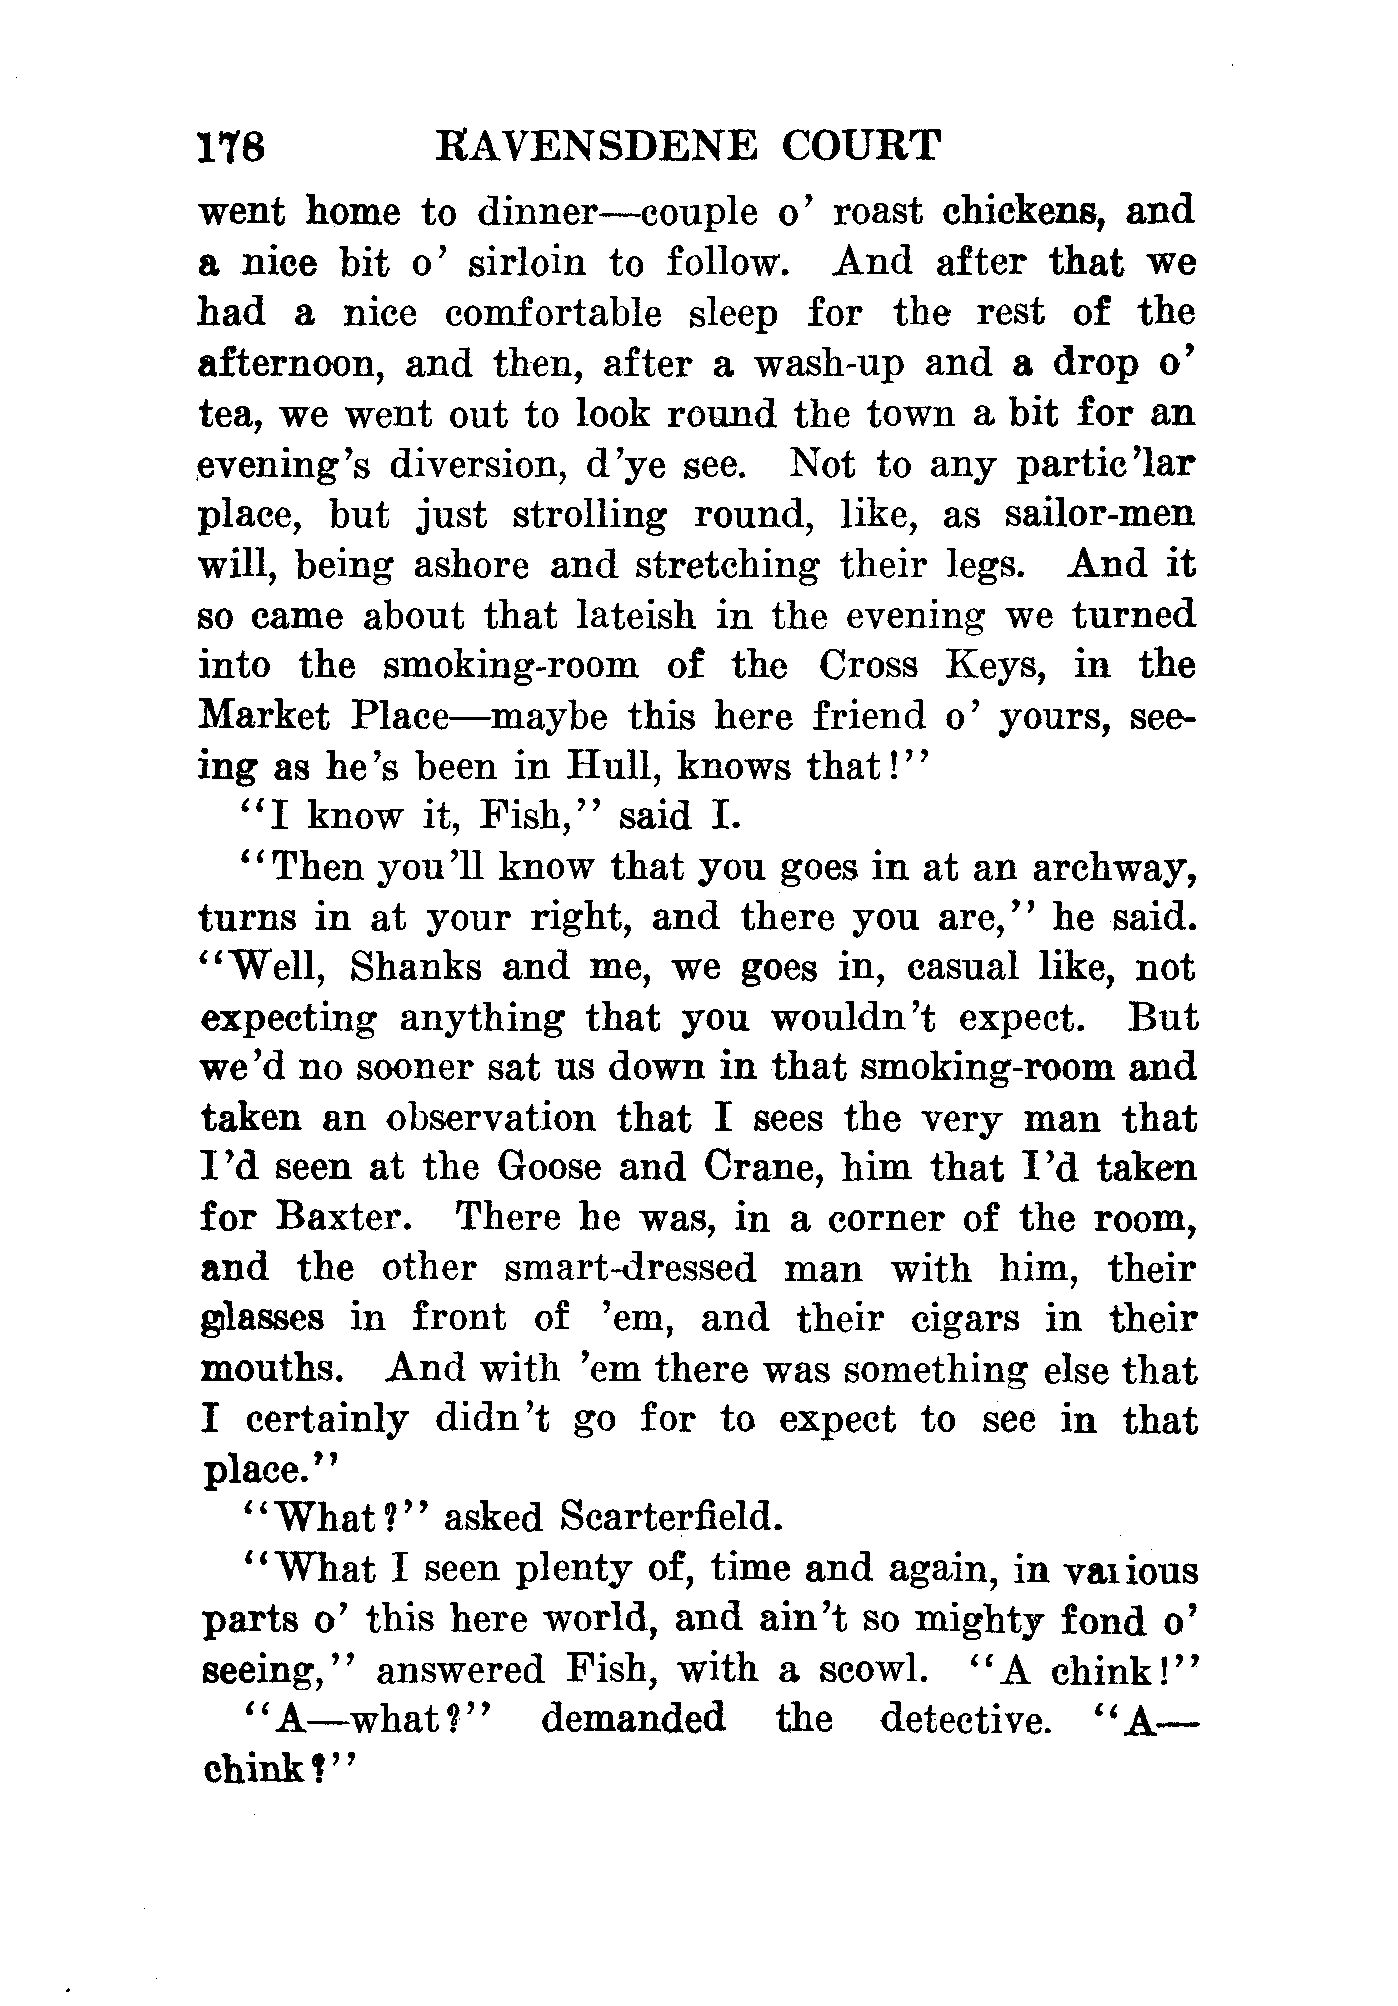 178 RAVENSDENE COURT
went home to dinner—couple o' roast chickens, and
a nice bit o' sirloin to follow. And after that we
had a nice comfortable sleep for the rest of the
afternoon, and then, after a wash-up and a drop o'
tea, we went out to look round the town a bit for an
evening's diversion, d'ye see. Not to any partic'lar
place, but just strolling round, like, as sailor-men
will, being ashore and stretching their legs. And it
so came about that lateish in the evening we turned
into the smoking-room of the Cross Keys, in the
Market Place—maybe this here friend o' yours, see-
ing as he's been in Hull, knows that!"
"I know it, Fish," said I.
"Then you'll know that you goes in at an archway,
turns in at your right, and there you are," he said.
"Well, Shanks and me, we goes in, casual like, not
expecting anything that you wouldn't expect. But
we'd no sooner sat us down in that smoking-room and
taken an observation that I sees the very man that
I'd seen at the Goose and Crane, him that I'd taken
for Baxter. There he was, in a corner of the room,
and the other smart-dressed man with him, their
glasses in front of 'em, and their cigars in their
mouths. And with 'em there was something else that
I certainly didn't go for to expect to see in that
place."
"What?" asked Scarterfield.
"What I seen plenty of, time and again, in various
parts o' this here world, and ain't so mighty fond o'
seeing," answered Fish, with a scowl. "A chink!"
"A—what?" demanded the detective. "A—
chink?"